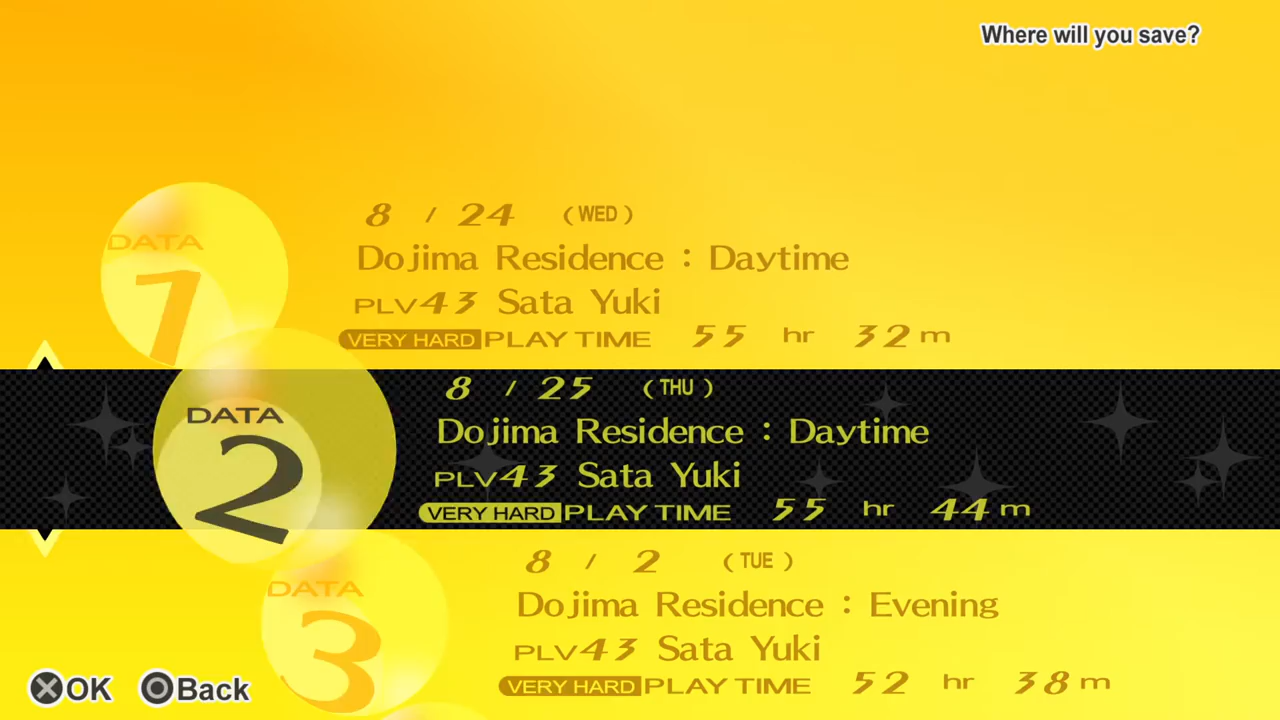 Where will you save?
DATA
1
8 / 24 (WED)
Dojima Residence : Daytime
PLV43 Sata Yuki
VERY HARD PLAY TIME 55 hr 32 m
DATA
2
8 / 25 (THU)
Dojima Residence : Daytime
PLV43 Sata Yuki
VERY HARD PLAY TIME 55 hr 44 m
DATA
3
8 / 2 (TUE)
Dojima Residence : Evening
PLV43 Sata Yuki
VERY HARD PLAY TIME 52 hr 38 m
OK Back